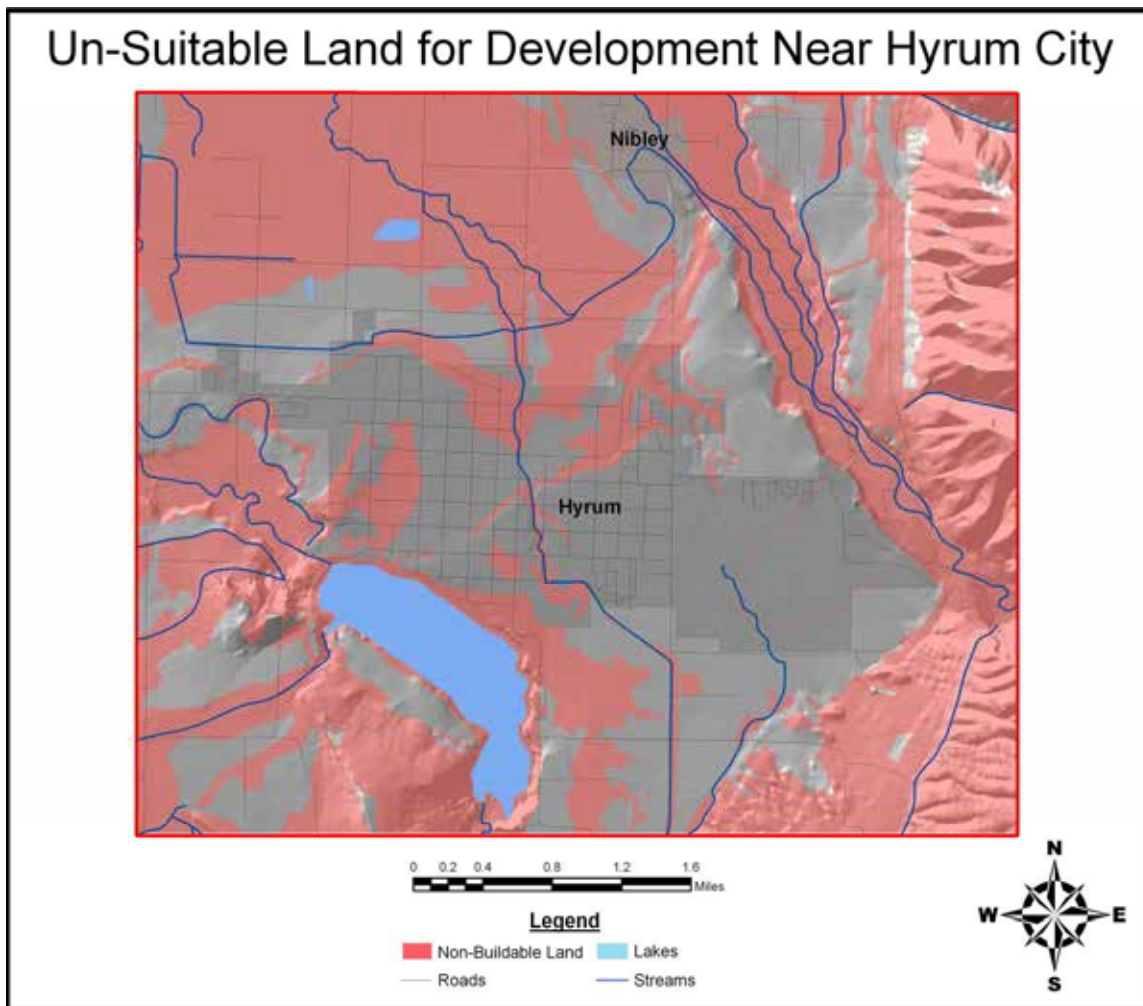 Un-Suitable Land for Development Near Hyrum City
Nibley
Hyrum
0 0.2 0.4 0.8 1.2 1.6
Miles
Legend
Non-Buildable Land Lakes
Roads Streams
N
W E
S